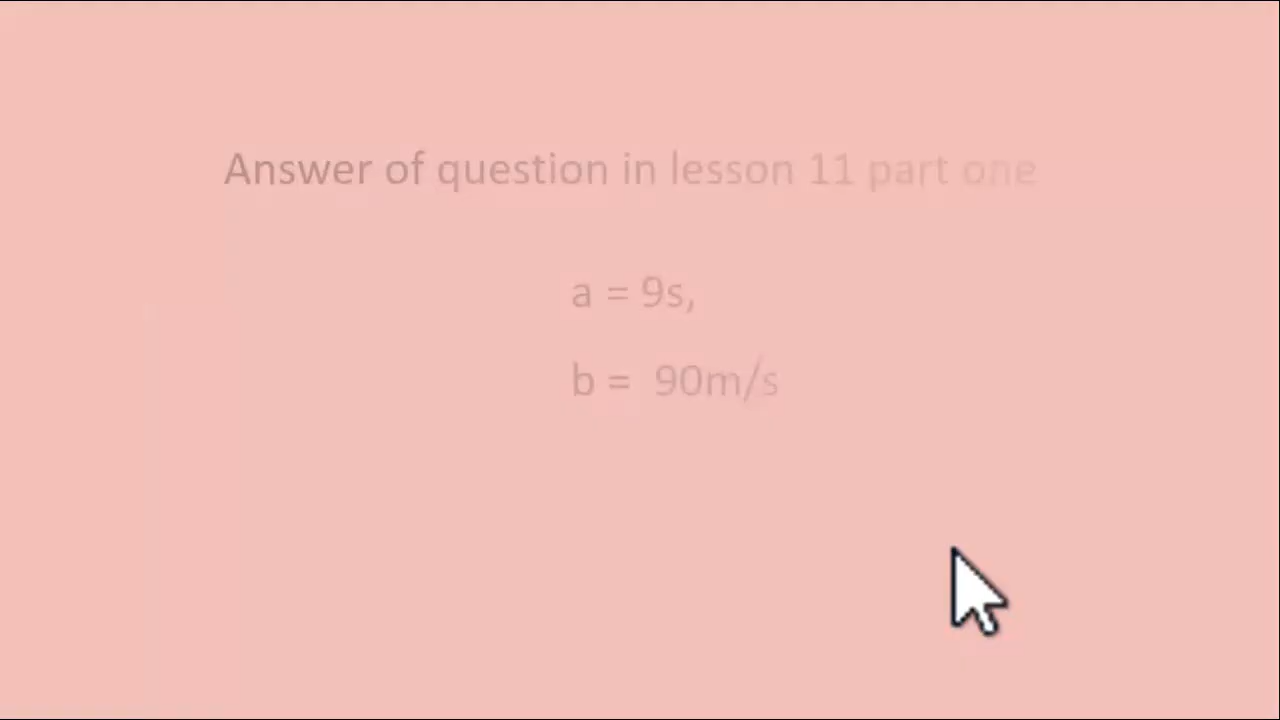 Answer of question in lesson 11 part one
a = 9s,
b = 90m/s